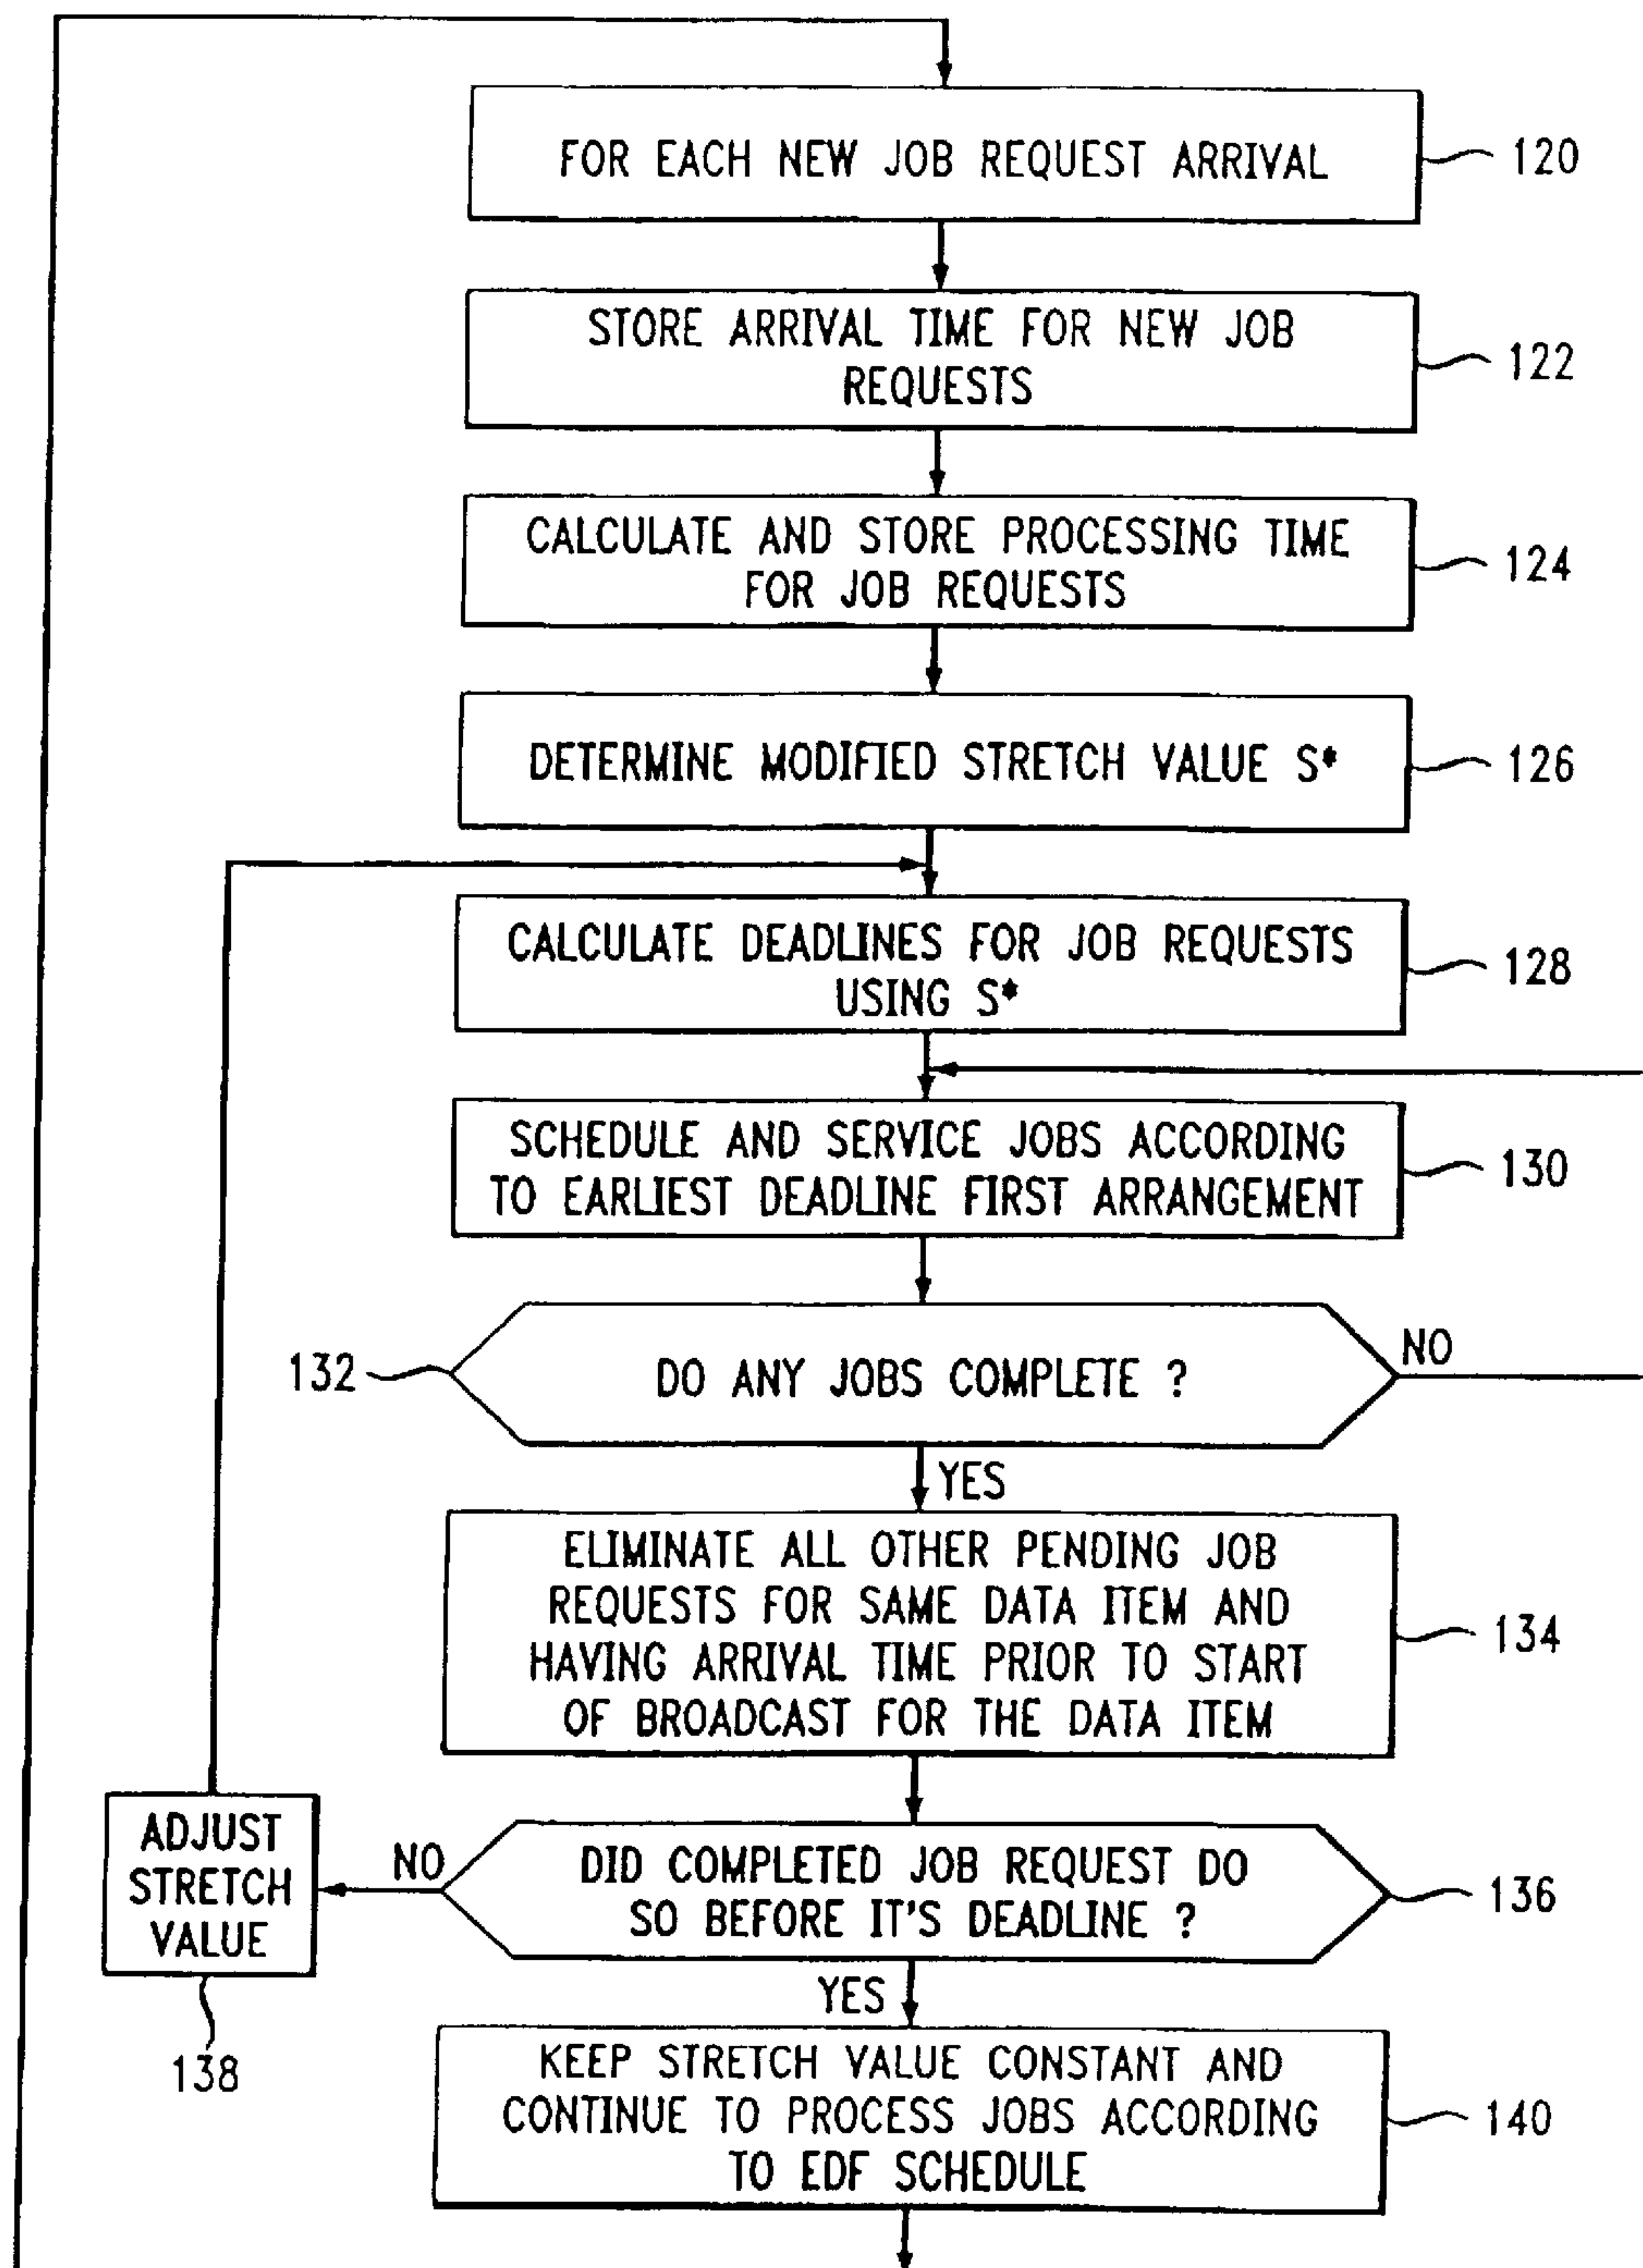 FOR EACH NEW JOB REQUEST ARRIVAL
120
STORE ARRIVAL TIME FOR NEW JOB
REQUESTS
122
CALCULATE AND STORE PROCESSING TIME
FOR JOB REQUESTS
124
DETERMINE MODIFIED STRETCH VALUE S*
126
CALCULATE DEADLINES FOR JOB REQUESTS
USING S*
128
SCHEDULE AND SERVICE JOBS ACCORDING
TO EARLIEST DEADLINE FIRST ARRANGEMENT
130
132
DO ANY JOBS COMPLETE ?
NO
YES
ELIMINATE ALL OTHER PENDING JOB
REQUESTS FOR SAME DATA ITEM AND
HAVING ARRIVAL TIME PRIOR TO START
OF BROADCAST FOR THE DATA ITEM
134
ADJUST
STRETCH
VALUE
138
NO
DID COMPLETED JOB REQUEST DO
SO BEFORE IT'S DEADLINE ?
136
YES
KEEP STRETCH VALUE CONSTANT AND
CONTINUE TO PROCESS JOBS ACCORDING
TO EDF SCHEDULE
140